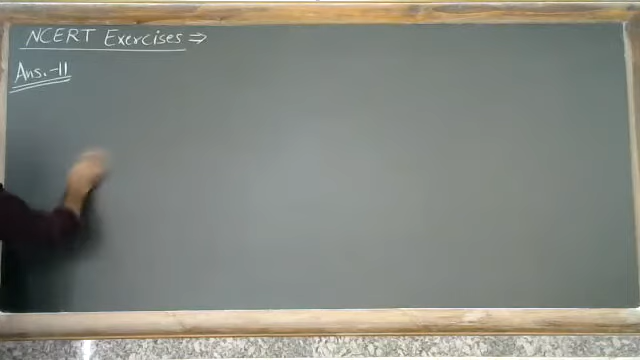 NCERT Exercises ⇒
Ans.-11